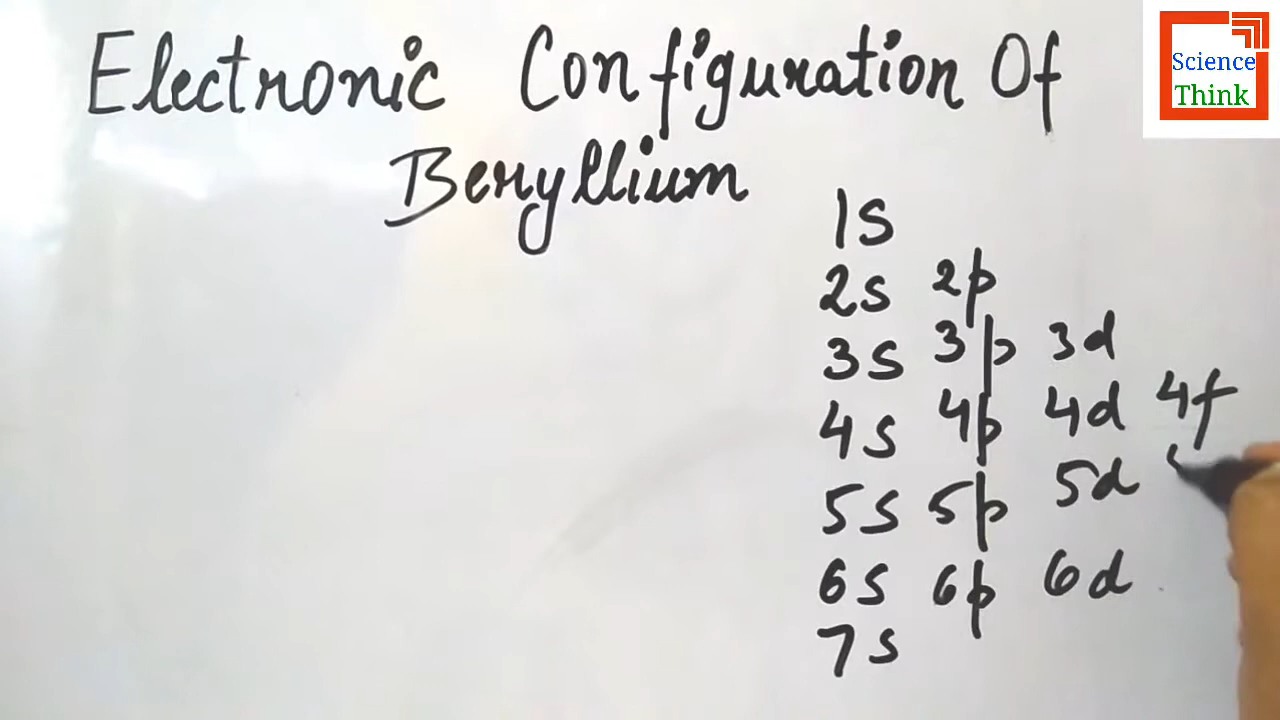 Electronic Configuration Of
Beryllium
Science
Think
1s
2s 2p
3s 3p 3d
4s 4p 4d 4f
5s 5p 5d
6s 6p 6d
7s